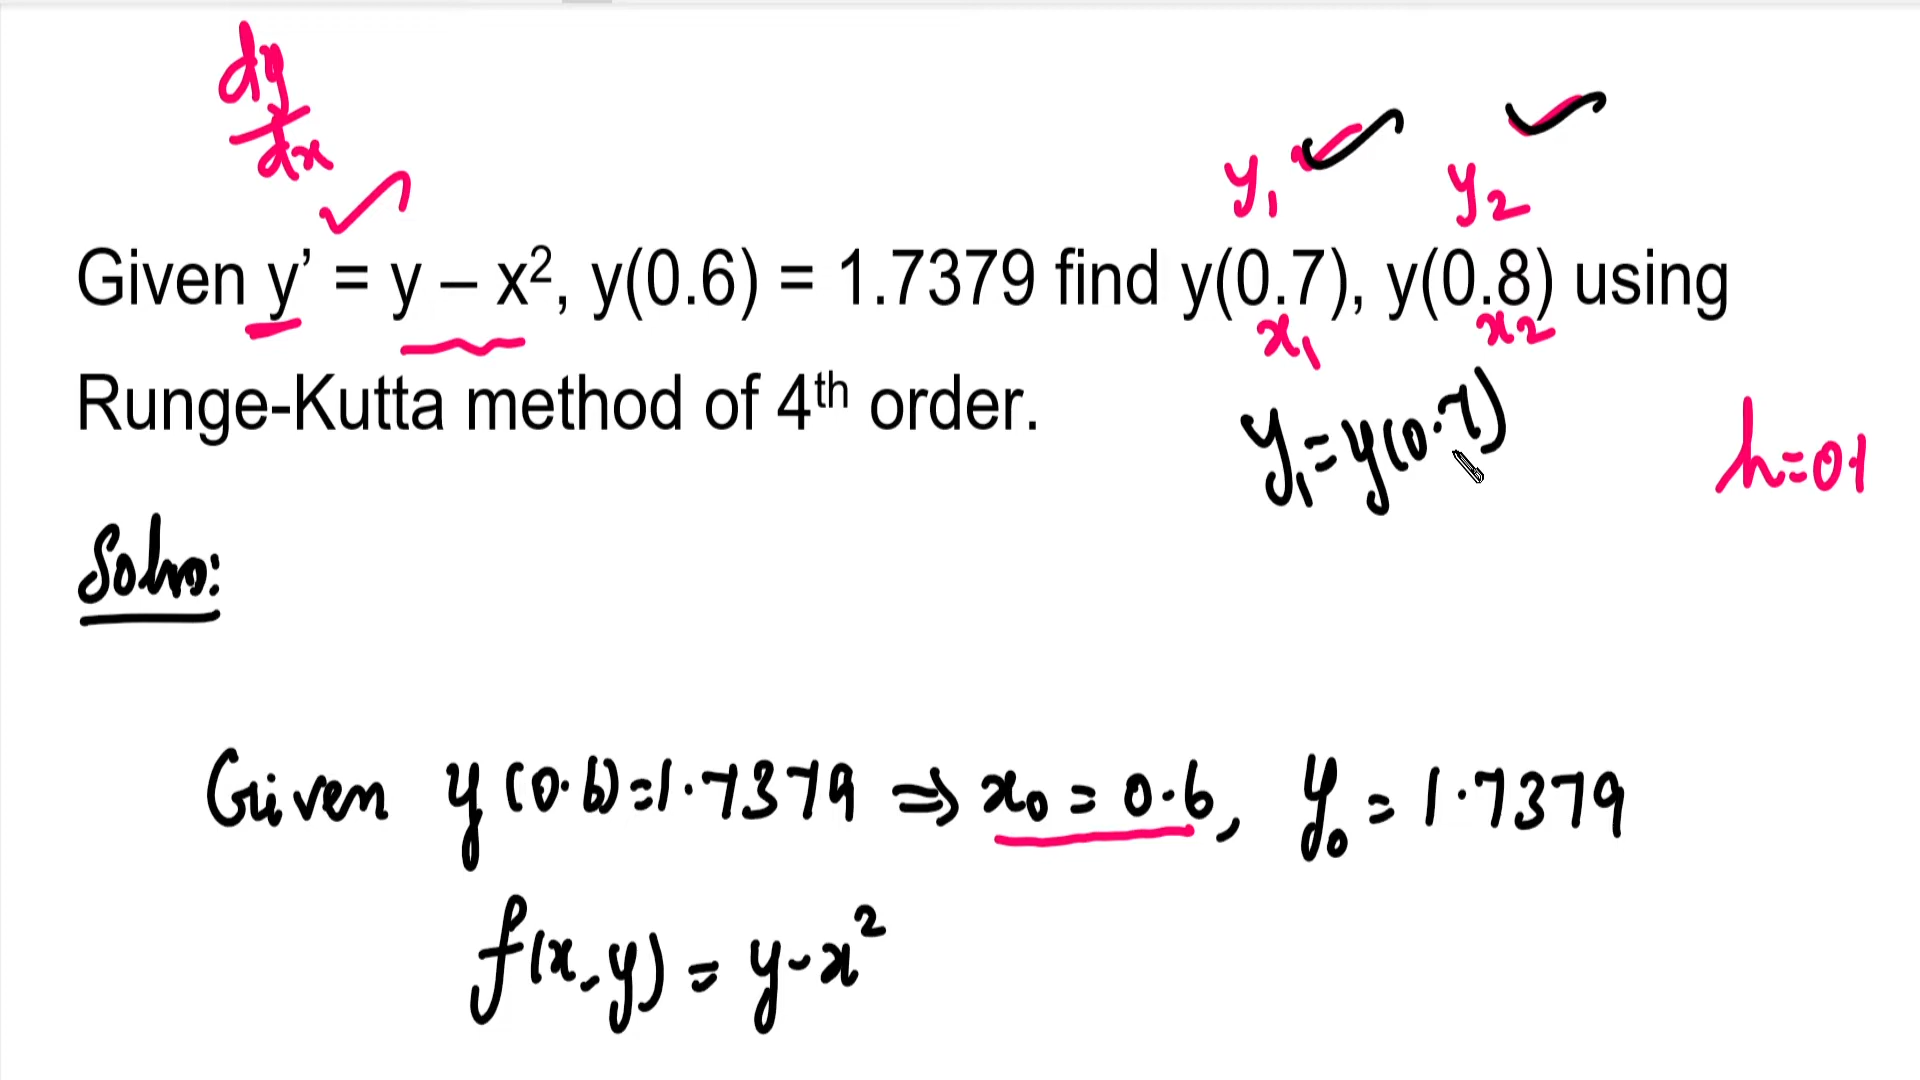 dy
dx
y₁ y₂
Given y’ = y – x², y(0.6) = 1.7379 find y(0.7), y(0.8) using
x₁ x₂
Runge-Kutta method of 4th order.
y₁=y(0.7)
h=0.1
Soln:
Given y(0.6)=1.7379 ⇒ x₀ = 0.6, y₀ = 1.7379
f(x,y) = y-x²